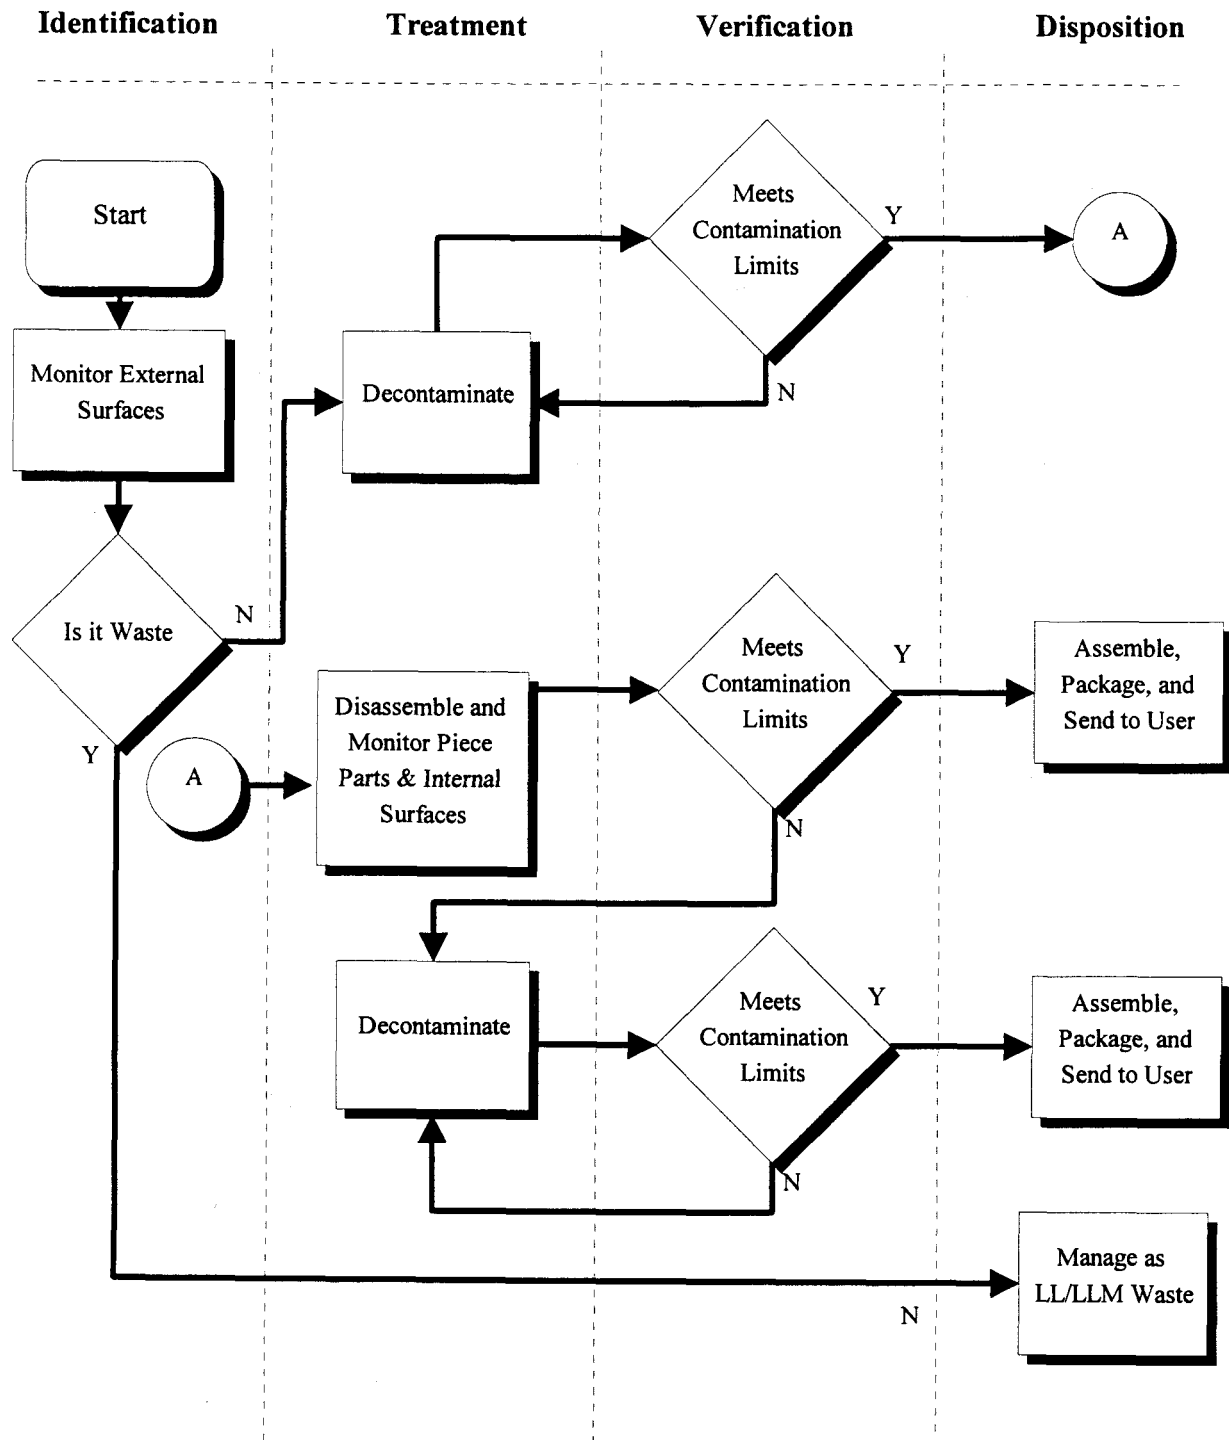 Identification Treatment Verification Disposition
Start
Meets
Contamination
Limits
Y
A
N
Monitor External
Surfaces
Decontaminate
Is it Waste
N
Y
A
Disassemble and
Monitor Piece
Parts & Internal
Surfaces
Meets
Contamination
Limits
Y
N
Assemble,
Package, and
Send to User
Decontaminate
Meets
Contamination
Limits
Y
N
Assemble,
Package, and
Send to User
Manage as
LL/LLM Waste
N